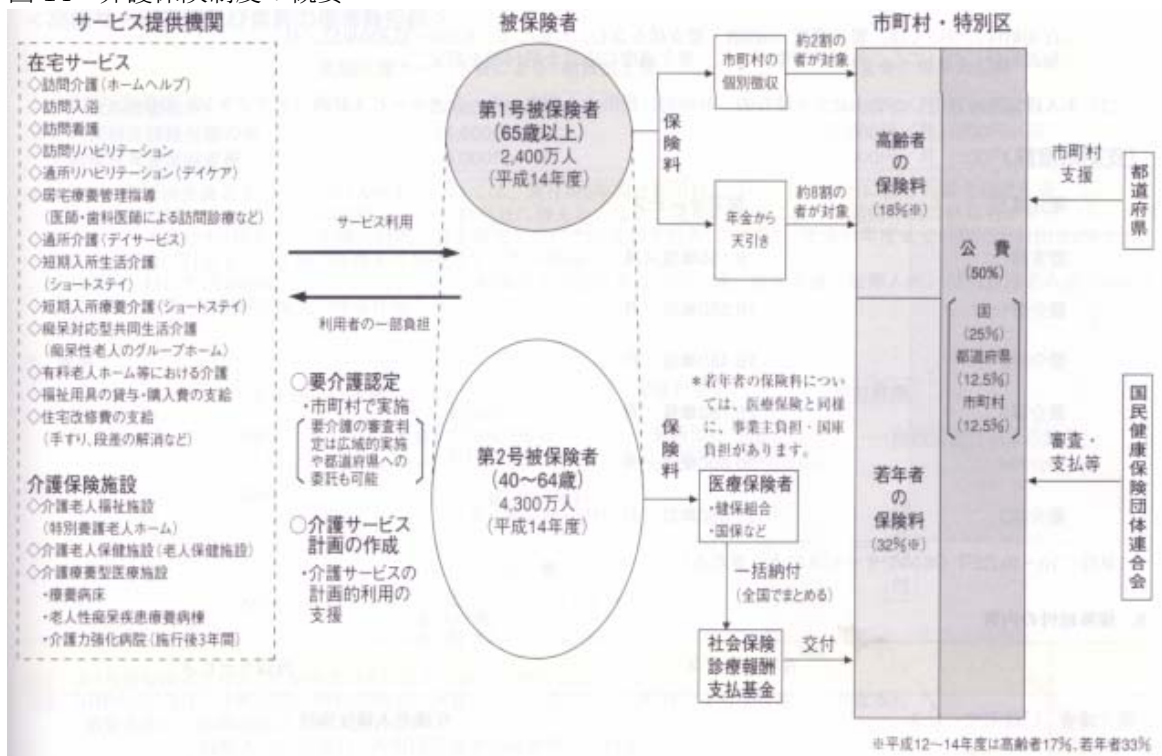 サービス提供機関
在宅サービス
◇訪問介護(ホームヘルプ)
◇訪問入浴
◇訪問看護
◇訪問リハビリテーション
◇通所リハビリテーション(デイケア)
◇居宅療養管理指導
(医師・歯科医師による訪問診療など)
◇通所介護(デイサービス)
◇短期入所生活介護
(ショートステイ)
◇短期入所療養介護(ショートステイ)
◇痴呆対応型共同生活介護
(痴呆性老人のグループホーム)
◇有料老人ホーム等における介護
◇福祉用具の貸与・購入費の支給
◇住宅改修費の支給
(手すり、段差の解消など)
介護保険施設
◇介護老人福祉施設
(特別養護老人ホーム)
◇介護老人保健施設(老人保健施設)
◇介護療養型医療施設
・療養病床
・老人性痴呆疾患療養病棟
・介護力強化病院(施行後3年間)
サービス利用
利用者の一部負担
○要介護認定
・市町村で実施
要介護の審査判
定は広域的実施
や都道府県への
委託も可能
○介護サービス
計画の作成
・介護サービスの
計画的利用の
支援
被保険者
第1号被保険者
(65歳以上)
2,400万人
(平成14年度)
第2号被保険者
(40〜64歳)
4,300万人
(平成14年度)
保険料
市町村の
個別徴収
約2割の
者が対象
年金から
天引き
約8割の
者が対象
*若年者の保険料につい
ては、医療保険と同様
に、事業主負担・国庫
負担があります。
保険料
医療保険者
・健保組合
・国保など
一括納付
(全国でまとめる)
社会保険
診療報酬
支払基金
交付
市町村・特別区
高齢者
の
保険料
(18%※)
若年者
の
保険料
(32%※)
公費
(50%)
国
(25%)
都道府県
(12.5%)
市町村
(12.5%)
市町村
支援
都道府県
審査・
支払等
国民健康保険団体連合会
※平成12〜14年度は高齢者17%、若年者33%